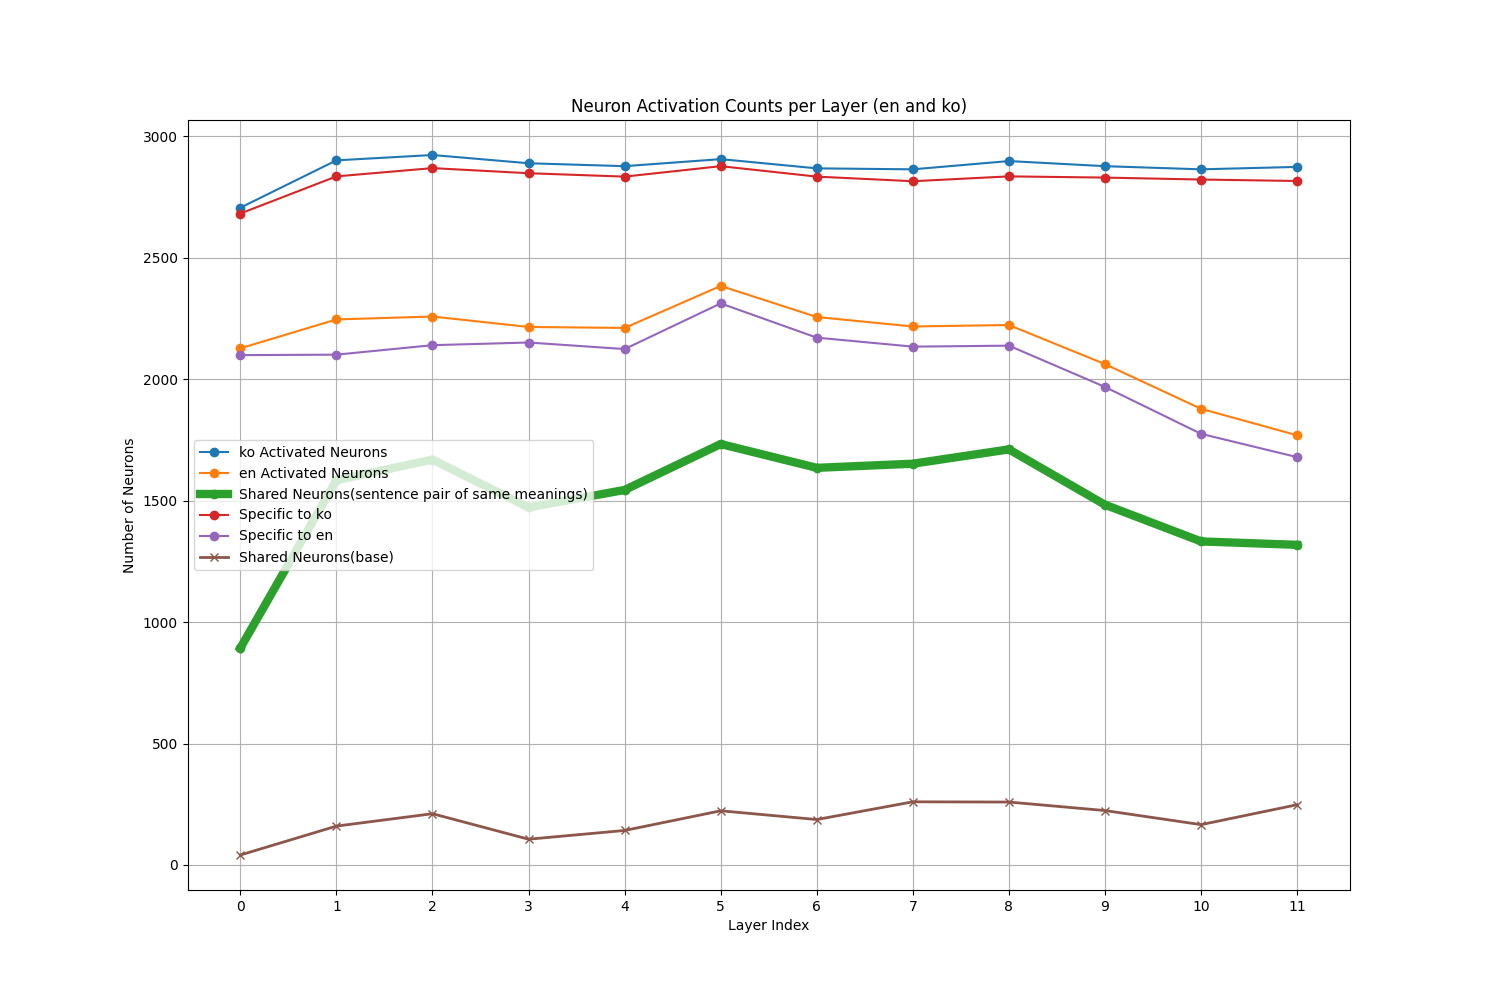 Neuron Activation Counts per Layer (en and ko)
3000
2500
2000
1500
1000
500
0
Number of Neurons
ko Activated Neurons
en Activated Neurons
Shared Neurons(sentence pair of same meanings)
Specific to ko
Specific to en
Shared Neurons(base)
0 1 2 3 4 5 6 7 8 9 10 11
Layer Index